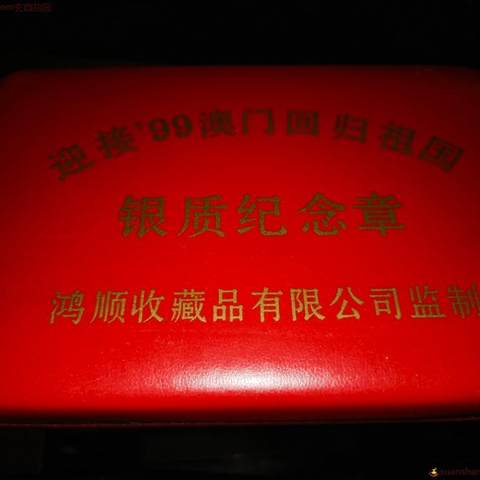 迎接'99澳门回归祖国
银质纪念章
鸿顺收藏品有限公司监制